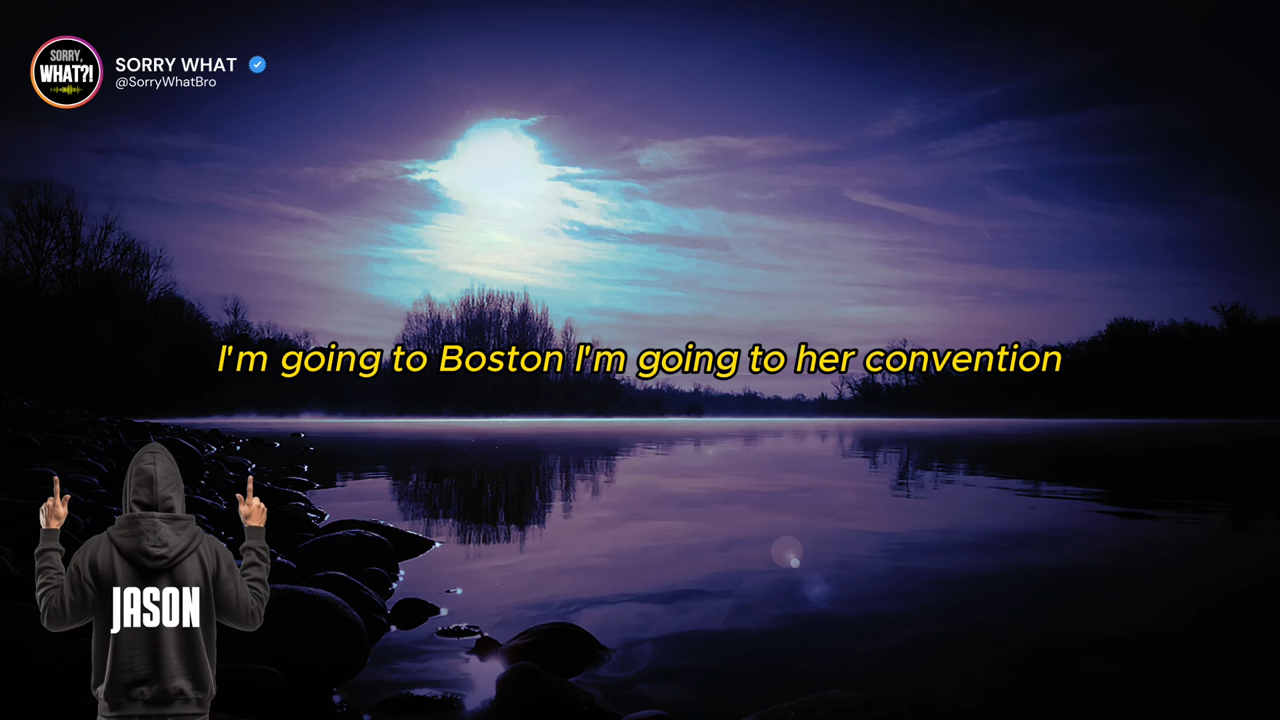 SORRY,
WHAT?!
SORRY WHAT
@SorryWhatBro
I'm going to Boston I'm going to her convention
JASON